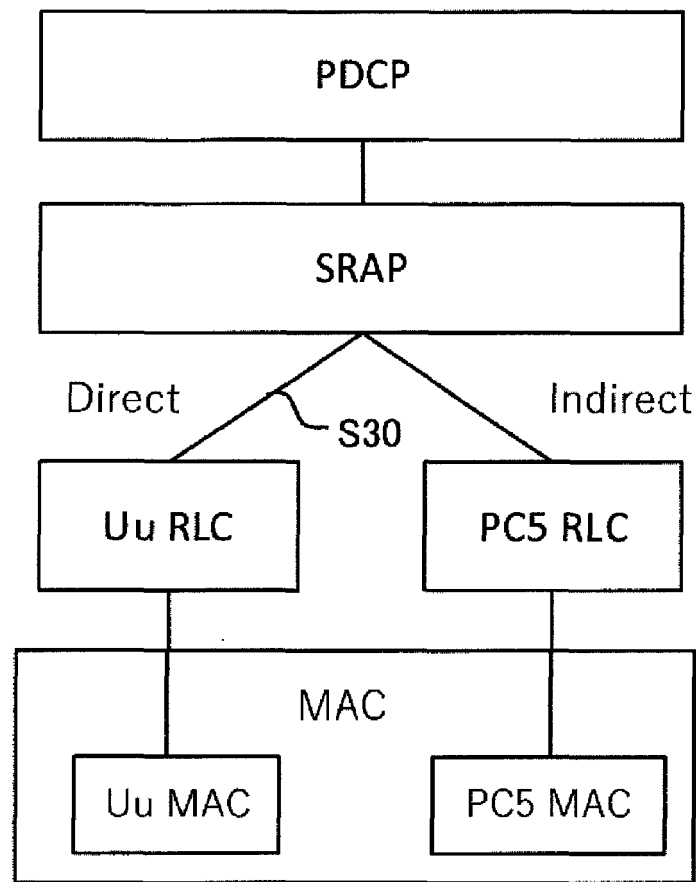 PDCP
SRAP
Direct
Indirect
S30
Uu RLC
PC5 RLC
MAC
Uu MAC
PC5 MAC